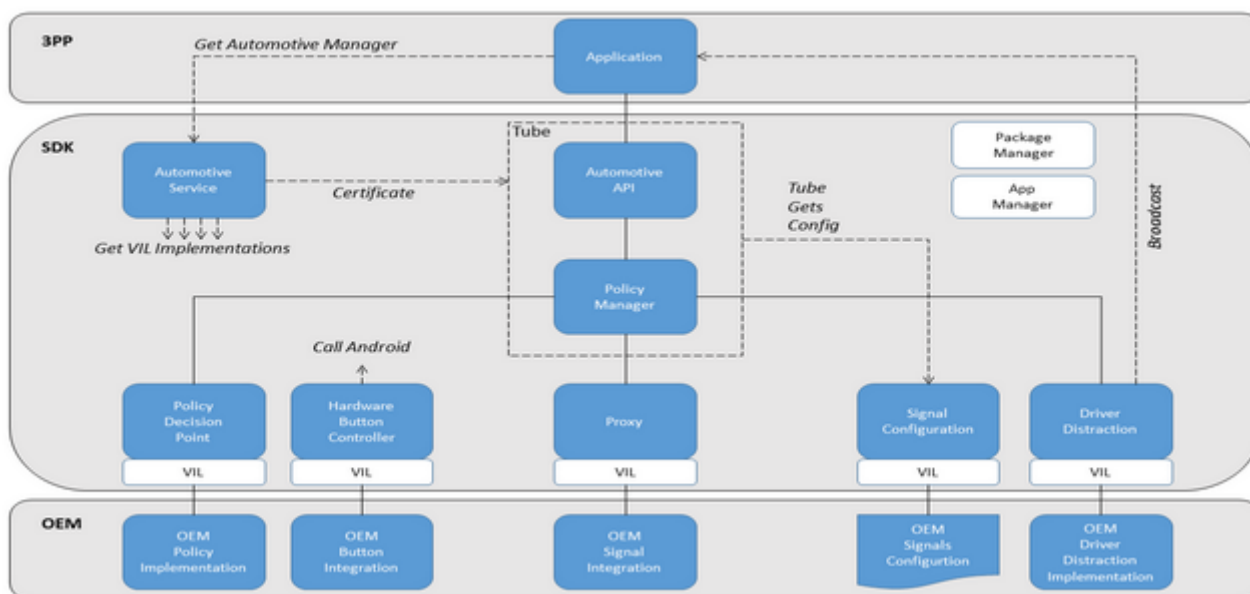 3PP
Get Automotive Manager
Application
SDK
Tube
Automotive
Service
Certificate
Automotive
API
Package
Manager
App
Manager
Tube
Gets
Config
Broadcast
Get VIL Implementations
Policy
Manager
Call Android
Policy
Decision
Point
Hardware
Button
Controller
Proxy
Signal
Configuration
Driver
Distraction
VIL
VIL
VIL
VIL
VIL
OEM
OEM
Policy
Implementation
OEM
Button
Integration
OEM
Signal
Integration
OEM
Signals
Configurtion
OEM
Driver
Distraction
Implementation